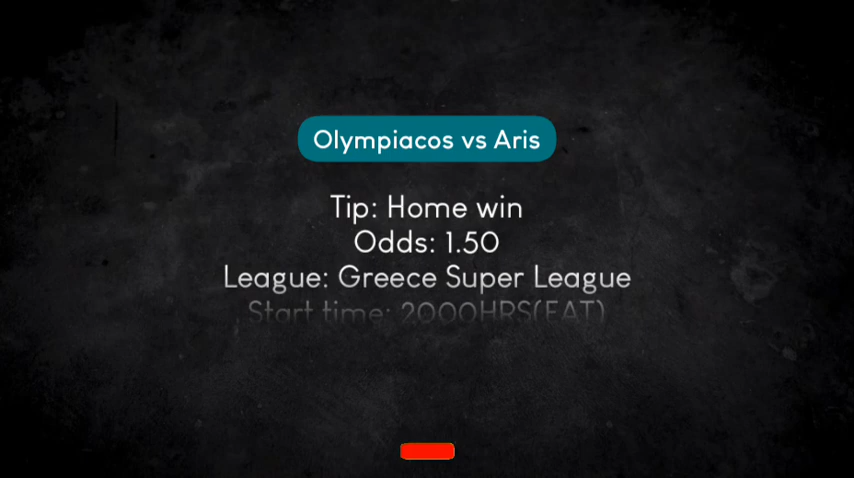 Olympiacos vs Aris
Tip: Home win
Odds: 1.50
League: Greece Super League
Start time: 2000HRS(EAT)